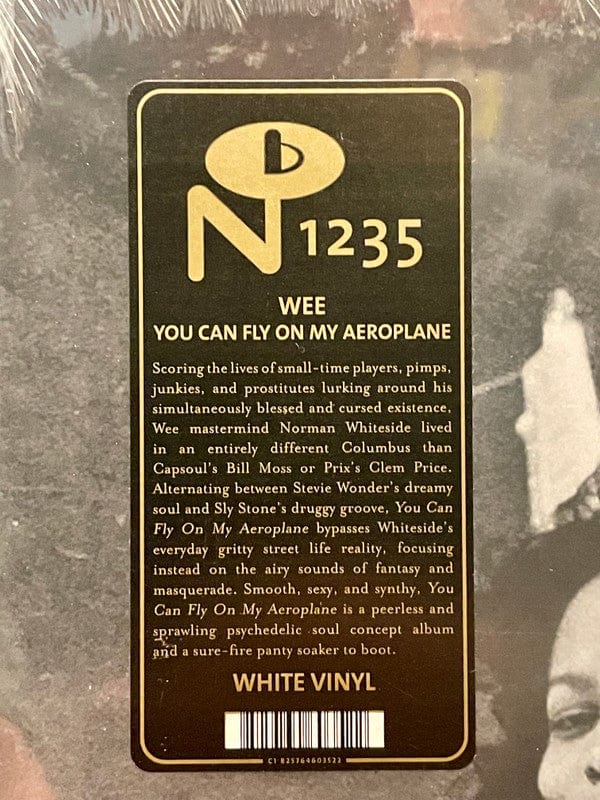 N 1235
WEE
YOU CAN FLY ON MY AEROPLANE
Scoring the lives of small-time players, pimps,
junkies, and prostitutes lurking around his
simultaneously blessed and cursed existence,
Wee mastermind Norman Whiteside lived
in an entirely different Columbus than
Capsoul's Bill Moss or Prix's Clem Price.
Alternating between Stevie Wonder's dreamy
soul and Sly Stone's druggy groove, You Can
Fly On My Aeroplane bypasses Whiteside's
everyday gritty street life reality, focusing
instead on the airy sounds of fantasy and
masquerade. Smooth, sexy, and synthy, You
Can Fly On My Aeroplane is a peerless and
sprawling psychedelic soul concept album
and a sure-fire panty soaker to boot.
WHITE VINYL
C1 825764603522